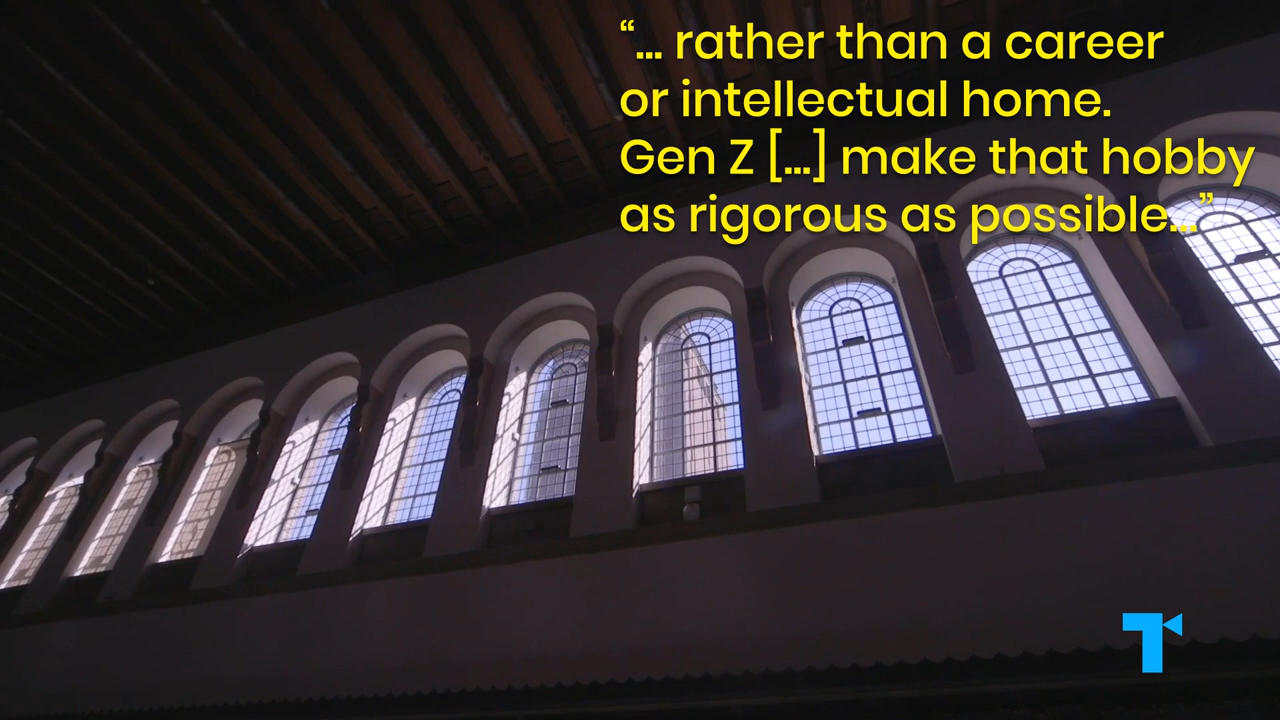 “... rather than a career
or intellectual home.
Gen Z [...] make that hobby
as rigorous as possible...”